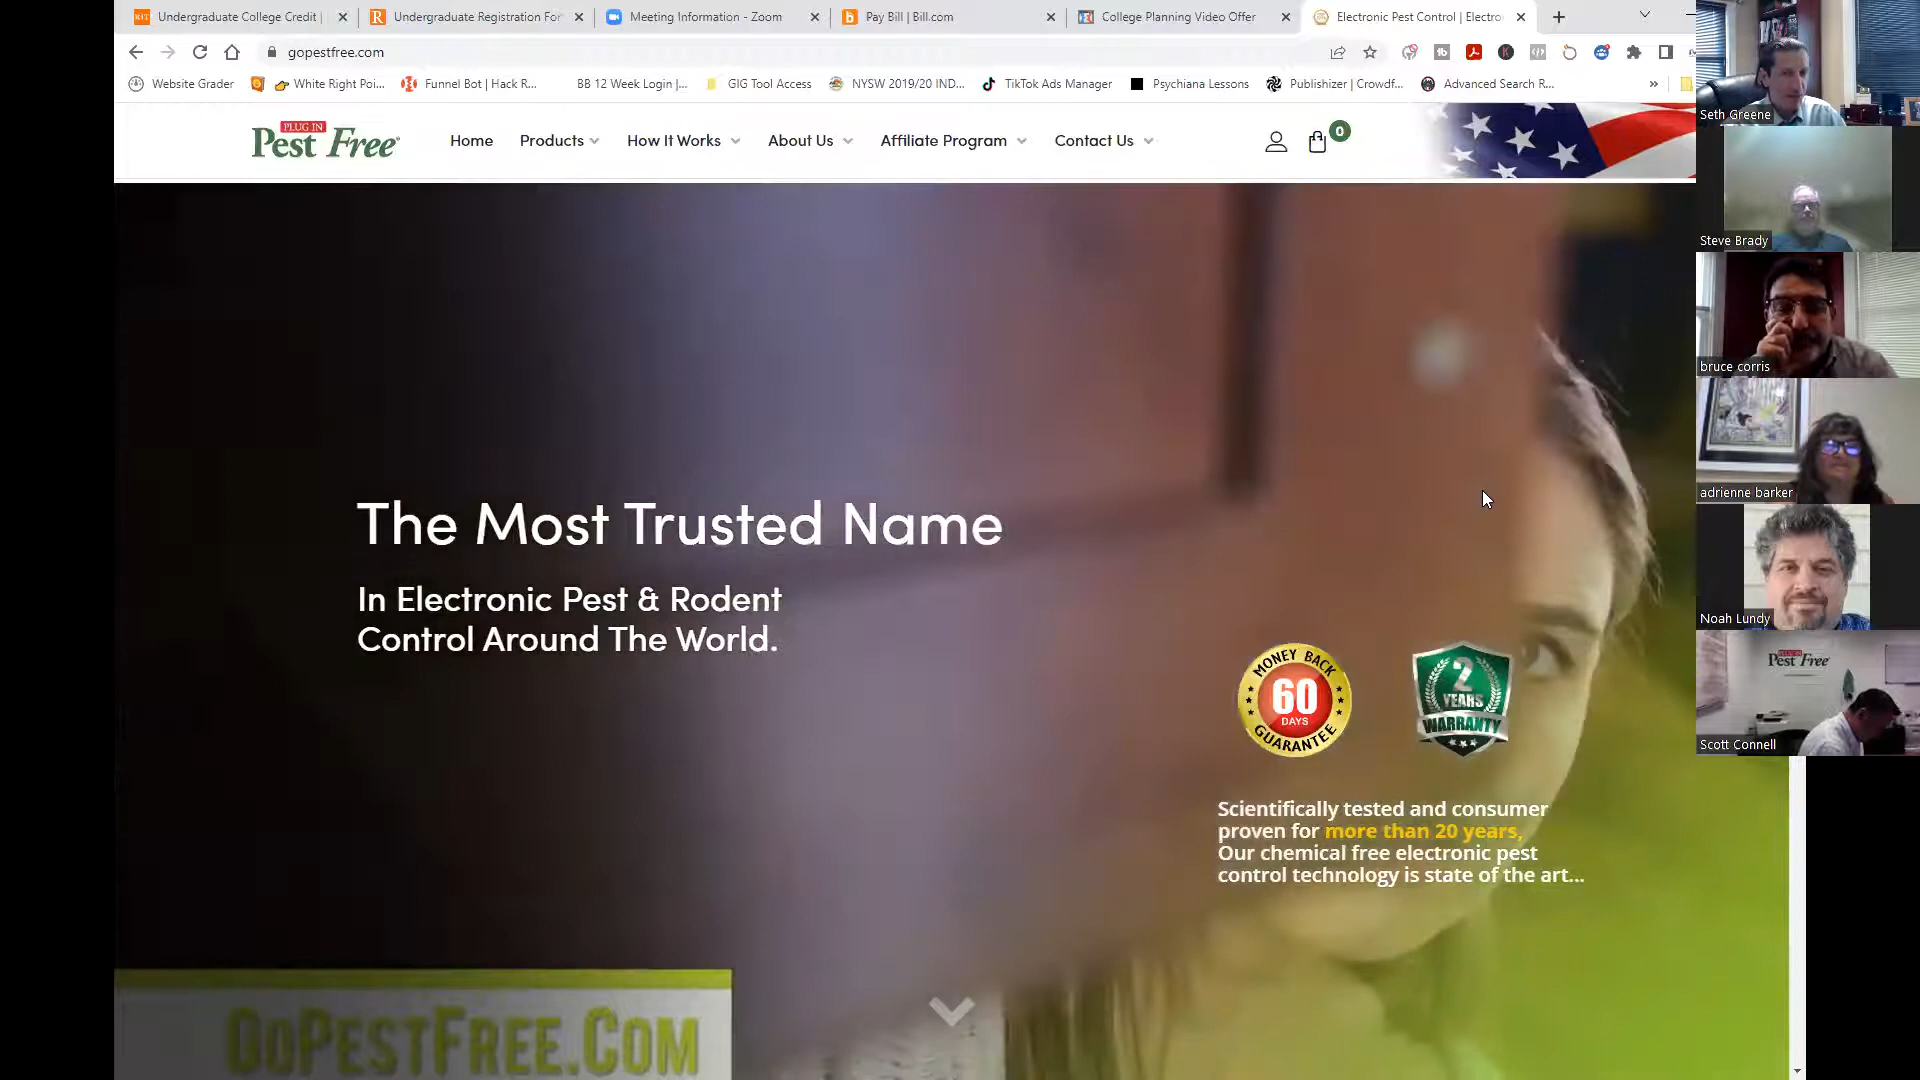 Undergraduate College Credit |
Undergraduate Registration For
Meeting Information - Zoom
Pay Bill | Bill.com
College Planning Video Offer
Electronic Pest Control | Electro
gopestfree.com
Website Grader
White Right Poi...
Funnel Bot | Hack R...
BB 12 Week Login |...
GIG Tool Access
NYSW 2019/20 IND...
TikTok Ads Manager
Psychiana Lessons
Publishizer | Crowdf...
Advanced Search R...
»
PLUG IN
Pest Free
Home
Products
How It Works
About Us
Affiliate Program
Contact Us
0
The Most Trusted Name
In Electronic Pest & Rodent
Control Around The World.
MONEY BACK
60
DAYS
GUARANTEE
2
YEARS
WARRANTY
Scientifically tested and consumer
proven for more than 20 years,
Our chemical free electronic pest
control technology is state of the art...
GoPestFree.Com
Seth Greene
Steve Brady
bruce corris
adrienne barker
Noah Lundy
Pest Free
Scott Connell